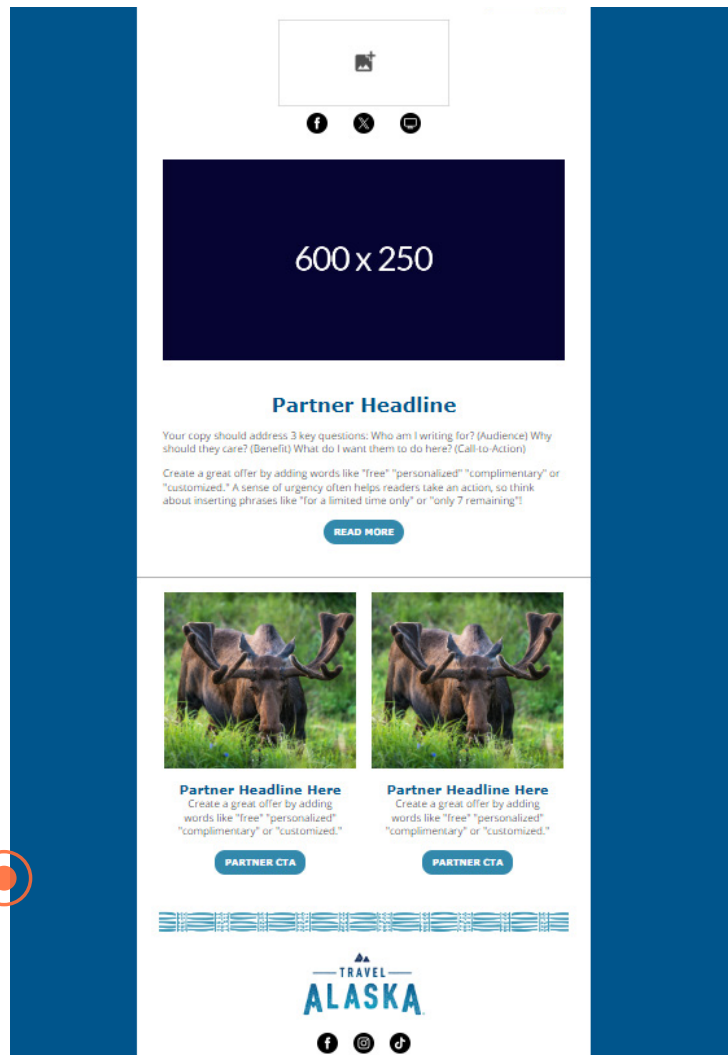 600 x 250
Partner Headline
Your copy should address 3 key questions: Who am I writing for? (Audience) Why
should they care? (Benefit) What do I want them to do here? (Call-to-Action)
Create a great offer by adding words like "free" "personalized" "complimentary" or
"customized." A sense of urgency often helps readers take an action, so think
about inserting phrases like "for a limited time only" or "only 7 remaining"!
READ MORE
Partner Headline Here
Create a great offer by adding
words like "free" "personalized"
"complimentary" or "customized."
PARTNER CTA
Partner Headline Here
Create a great offer by adding
words like "free" "personalized"
"complimentary" or "customized."
PARTNER CTA
TRAVEL
ALASKA